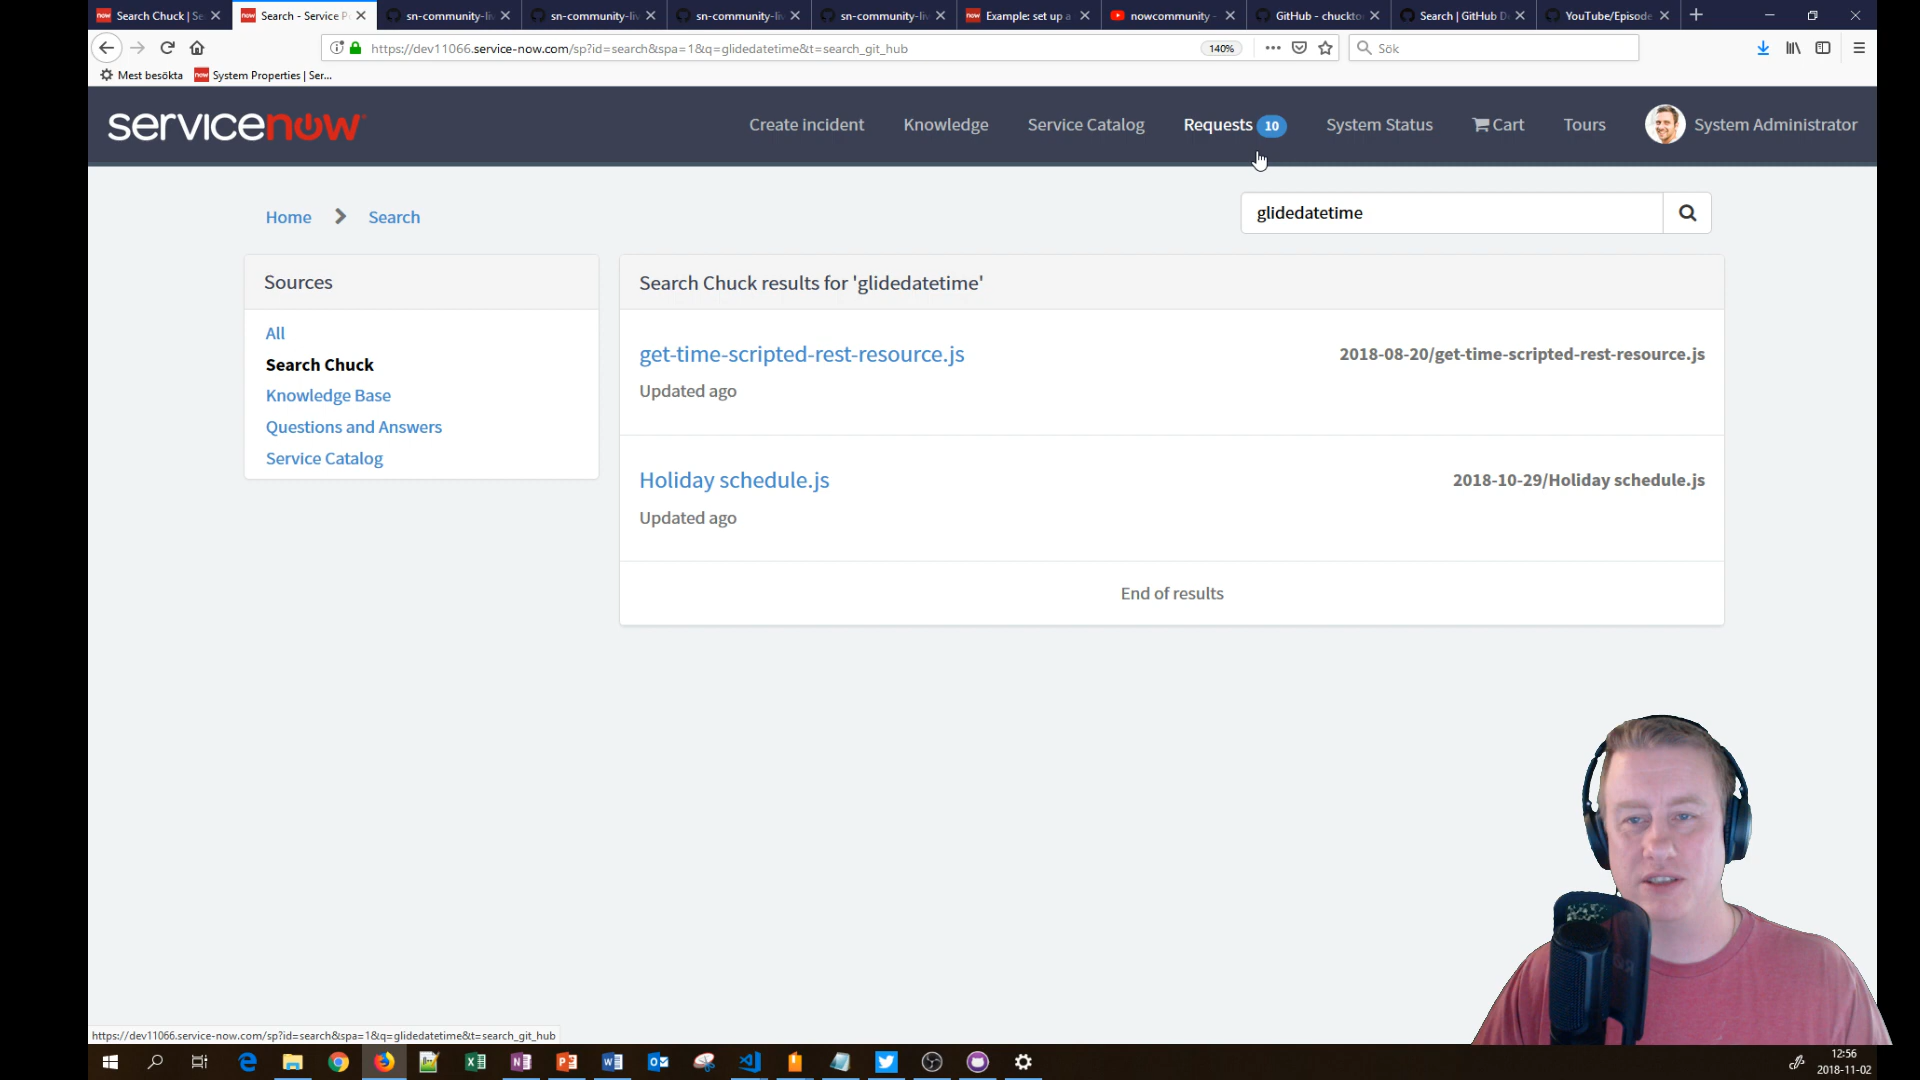 Search Chuck | Se
Search - Service Po
sn-community-liv
sn-community-liv
sn-community-liv
sn-community-liv
Example: set up a
nowcommunity -
GitHub - chuckto
Search | GitHub D
YouTube/Episode
https://dev11066.service-now.com/sp?id=search&spa=1&q=glidedatetime&t=search_git_hub
140%
Sök
Mest besökta
System Properties | Ser...
servicenow
Create incident
Knowledge
Service Catalog
Requests 10
System Status
Cart
Tours
System Administrator
Home > Search
glidedatetime
Sources
All
Search Chuck
Knowledge Base
Questions and Answers
Service Catalog
Search Chuck results for 'glidedatetime'
get-time-scripted-rest-resource.js
2018-08-20/get-time-scripted-rest-resource.js
Updated ago
Holiday schedule.js
2018-10-29/Holiday schedule.js
Updated ago
End of results
https://dev11066.service-now.com/sp?id=search&spa=1&q=glidedatetime&t=search_git_hub
12:56
2018-11-02